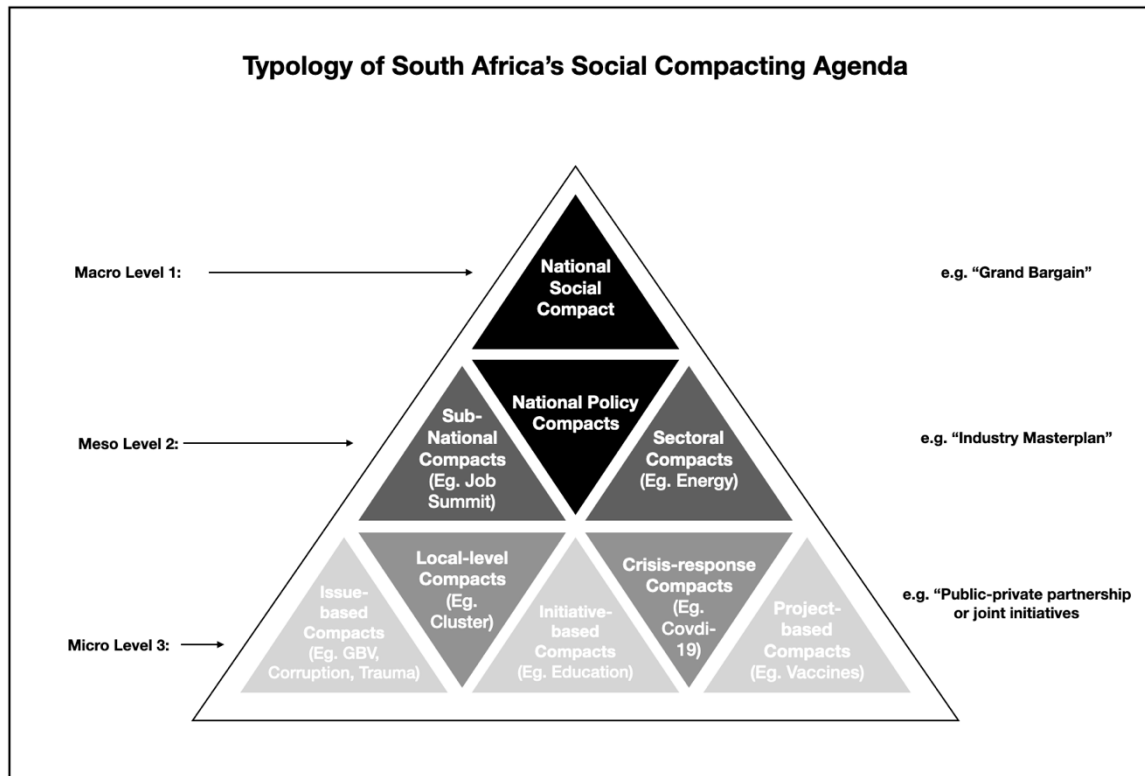 Typology of South Africa's Social Compacting Agenda
Macro Level 1:
National
Social
Compact
e.g. “Grand Bargain”
Meso Level 2:
Sub-
National
Compacts
(Eg. Job
Summit)
National Policy
Compacts
Sectoral
Compacts
(Eg. Energy)
e.g. “Industry Masterplan”
Micro Level 3:
Issue-
based
Compacts
(Eg. GBV,
Corruption, Trauma)
Local-level
Compacts
(Eg.
Cluster)
Initiative-
based
Compacts
(Eg. Education)
Crisis-response
Compacts
(Eg.
Covdi-
19)
Project-
based
Compacts
(Eg. Vaccines)
e.g. “Public-private partnership
or joint initiatives